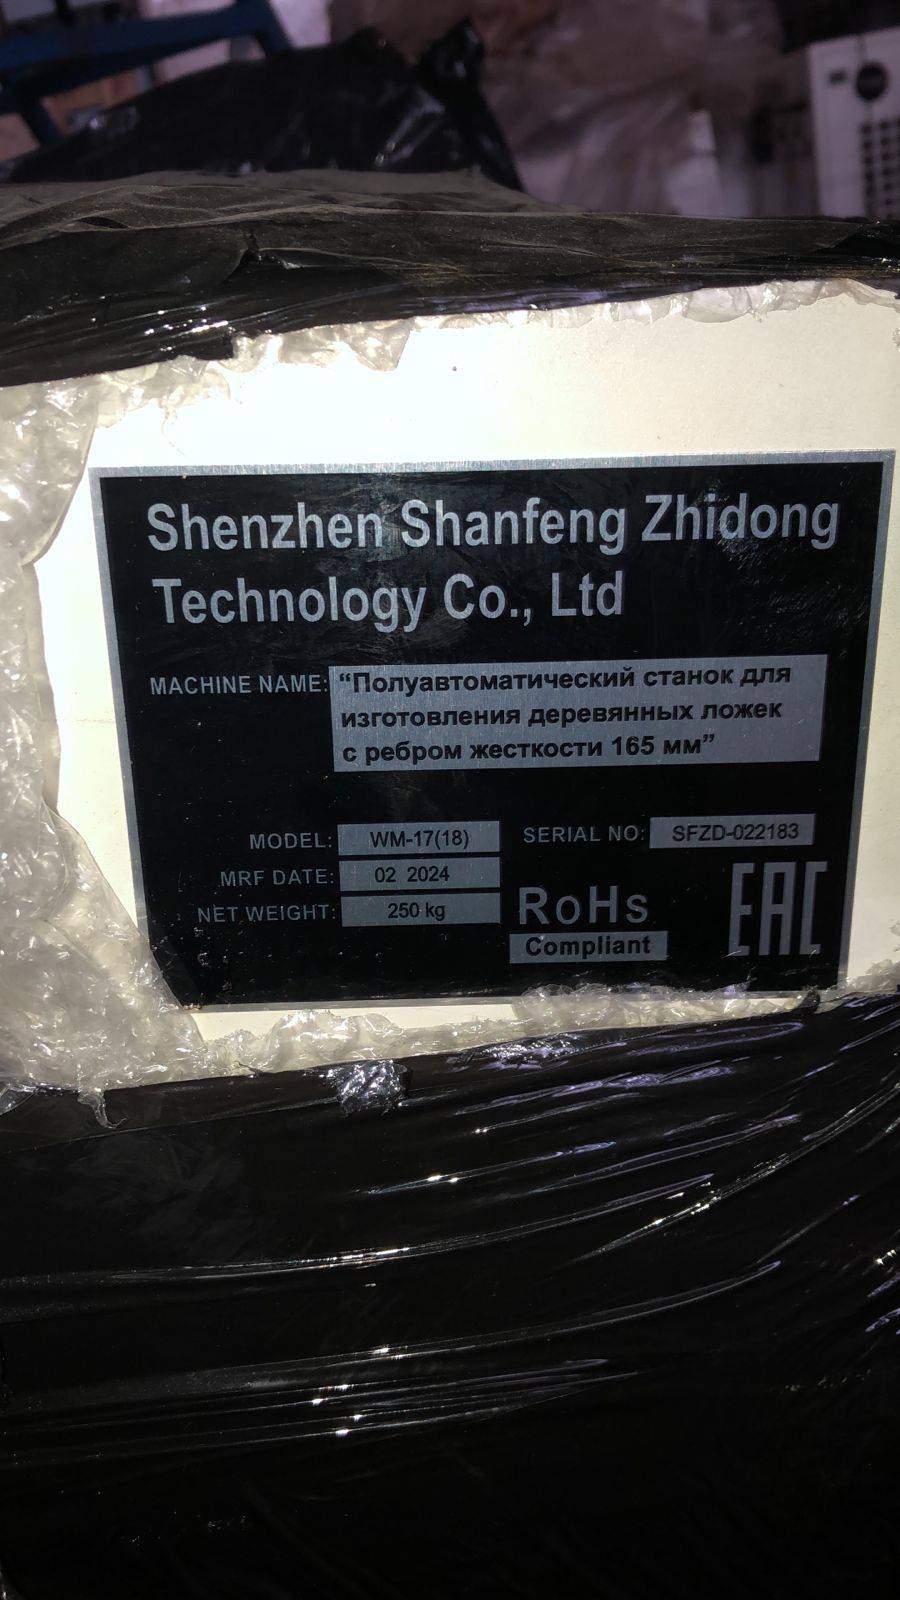 Shenzhen Shanfeng Zhidong
Technology Co., Ltd
MACHINE NAME: “Полуавтоматический станок для
изготовления деревянных ложек
с ребром жесткости 165 мм”
MODEL: WM-17(18) SERIAL NO: SFZD-022183
MRF DATE: 02 2024
NET WEIGHT: 250 kg
RoHs
Compliant
EAC